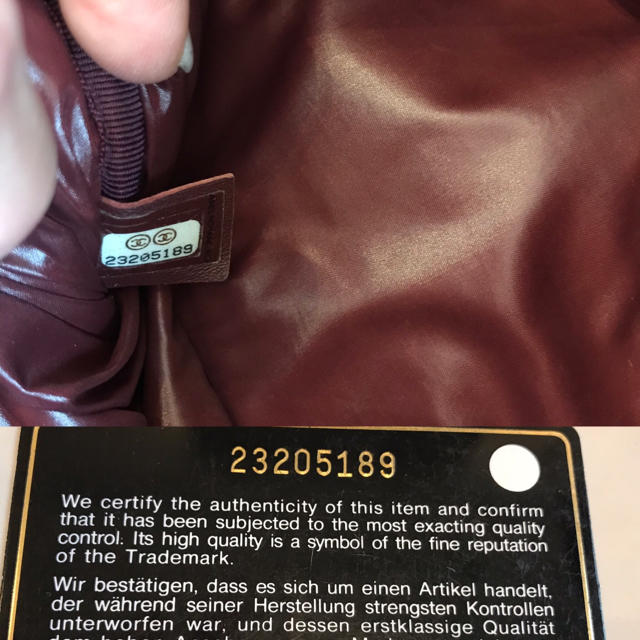 23205189
23205189
We certify the authenticity of this item and confirm
that it has been subjected to the most exacting quality
control. Its high quality is a symbol of the fine reputation
of the Trademark.
Wir bestätigen, dass es sich um einen Artikel handelt,
der während seiner Herstellung strengsten Kontrollen
unterworfen war, und dessen erstklassige Qualität
dem hohen